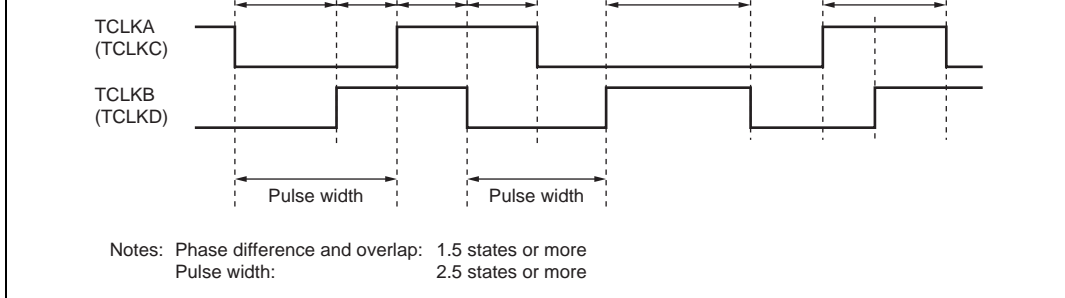 TCLKA
(TCLKC)
TCLKB
(TCLKD)
Pulse width Pulse width
Notes: Phase difference and overlap: 1.5 states or more
Pulse width: 2.5 states or more